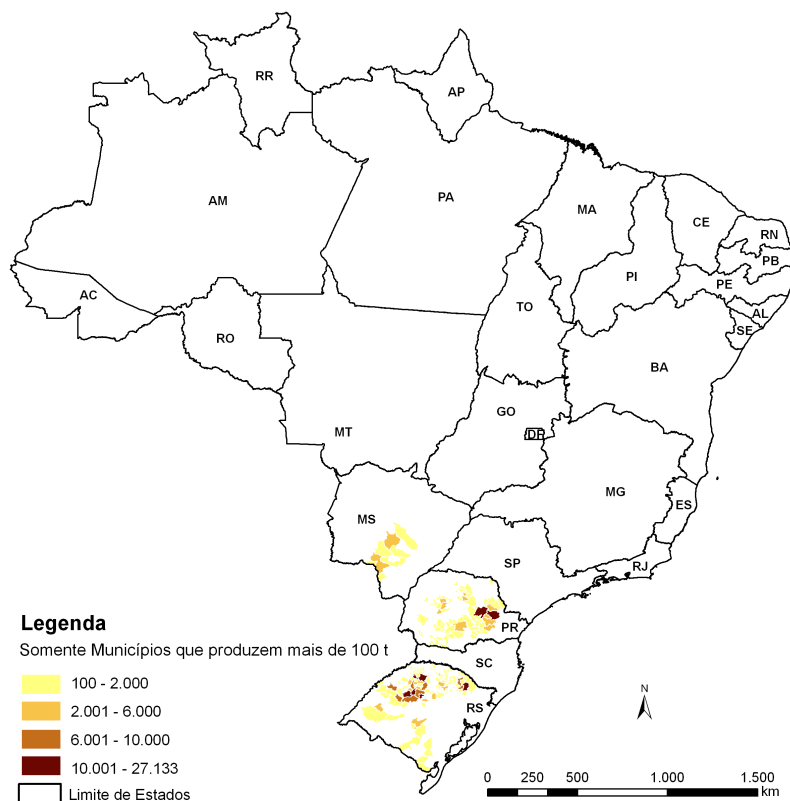 RR
AP
AM
PA
MA
CE
RN
PB
PI
PE
AC
TO
AL
SE
RO
BA
GO
DF
MT
MG
ES
MS
SP
RJ
PR
SC
RS
Legenda
Somente Municípios que produzem mais de 100 t
100 - 2.000
2.001 - 6.000
6.001 - 10.000
10.001 - 27.133
Limite de Estados
N
0 250 500 1.000 1.500
km